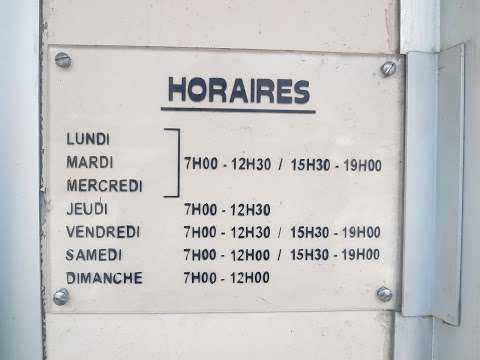 HORAIRES
LUNDI
MARDI 7H00 - 12H30 / 15H30 - 19H00
MERCREDI
JEUDI 7H00 - 12H30
VENDREDI 7H00 - 12H30 / 15H30 - 19H00
SAMEDI 7H00 - 12H00 / 15H30 - 19H00
DIMANCHE 7H00 - 12H00